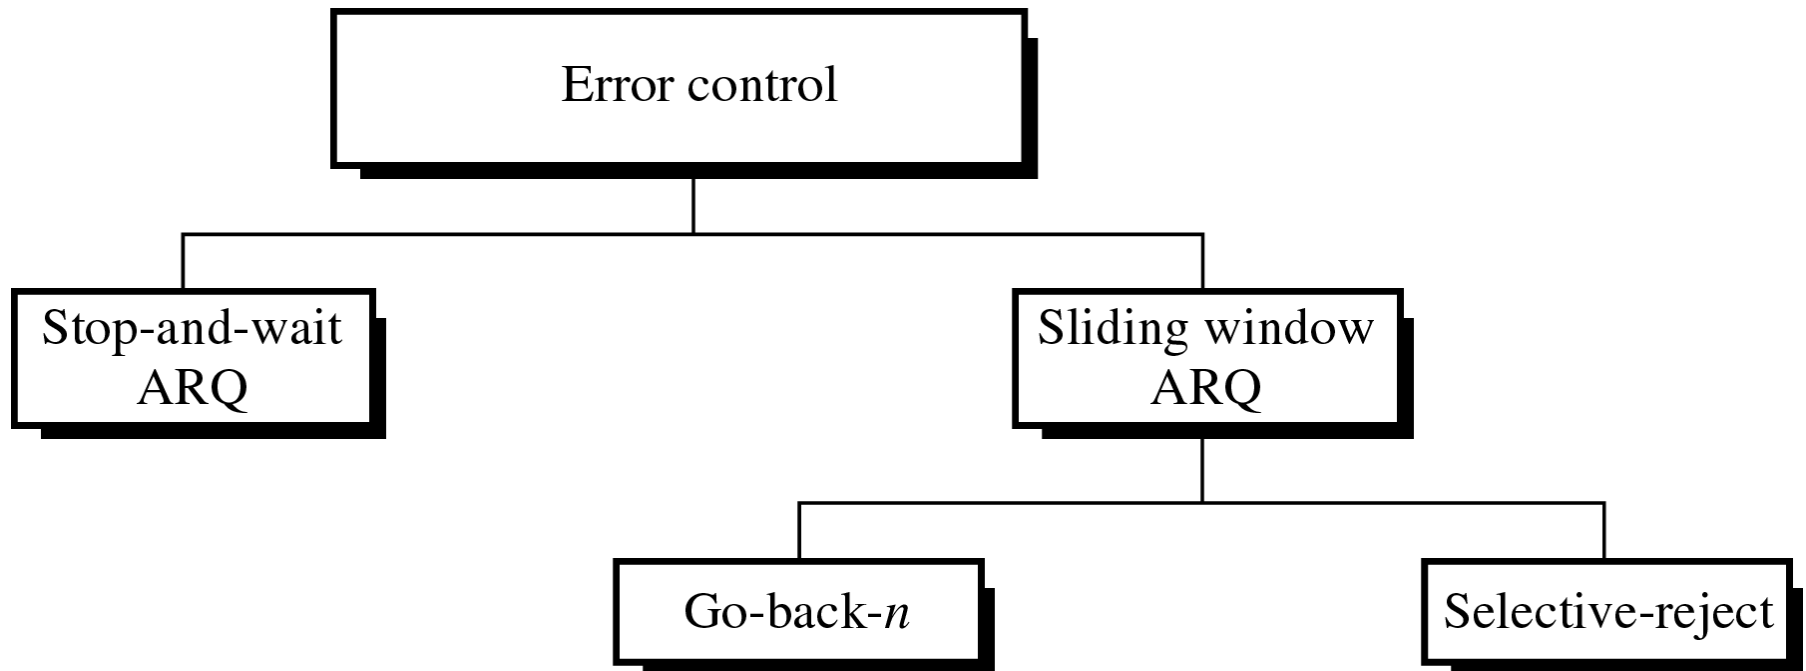 Error control
Stop-and-wait
ARQ
Sliding window
ARQ
Go-back-n
Selective-reject